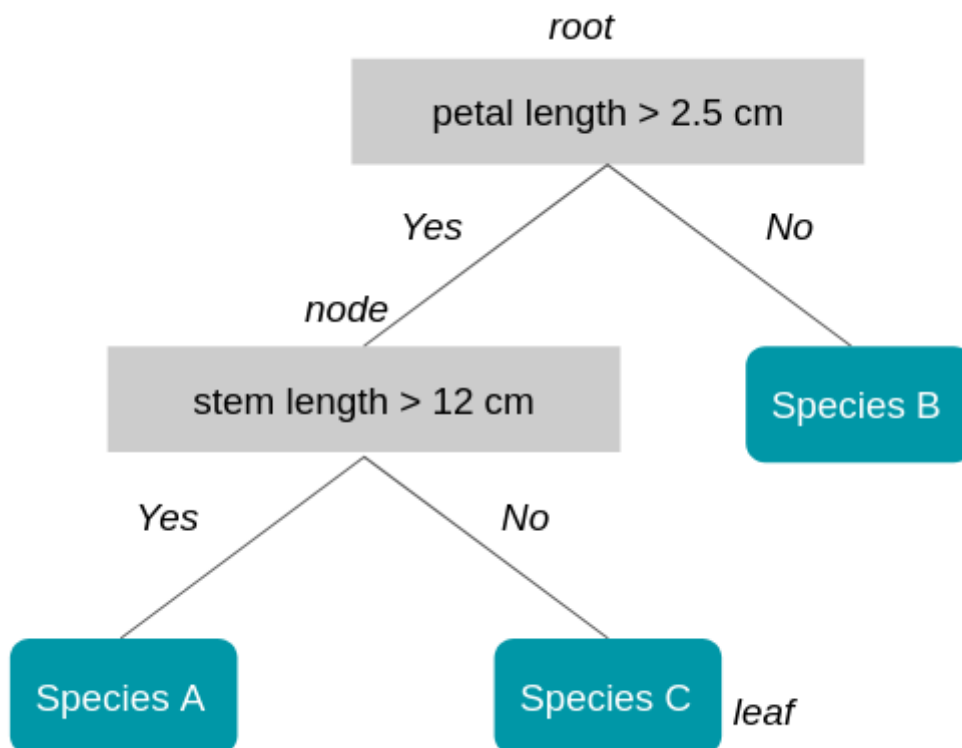 root
petal length > 2.5 cm
Yes
No
node
stem length > 12 cm
Species B
Yes
No
Species A
Species C
leaf